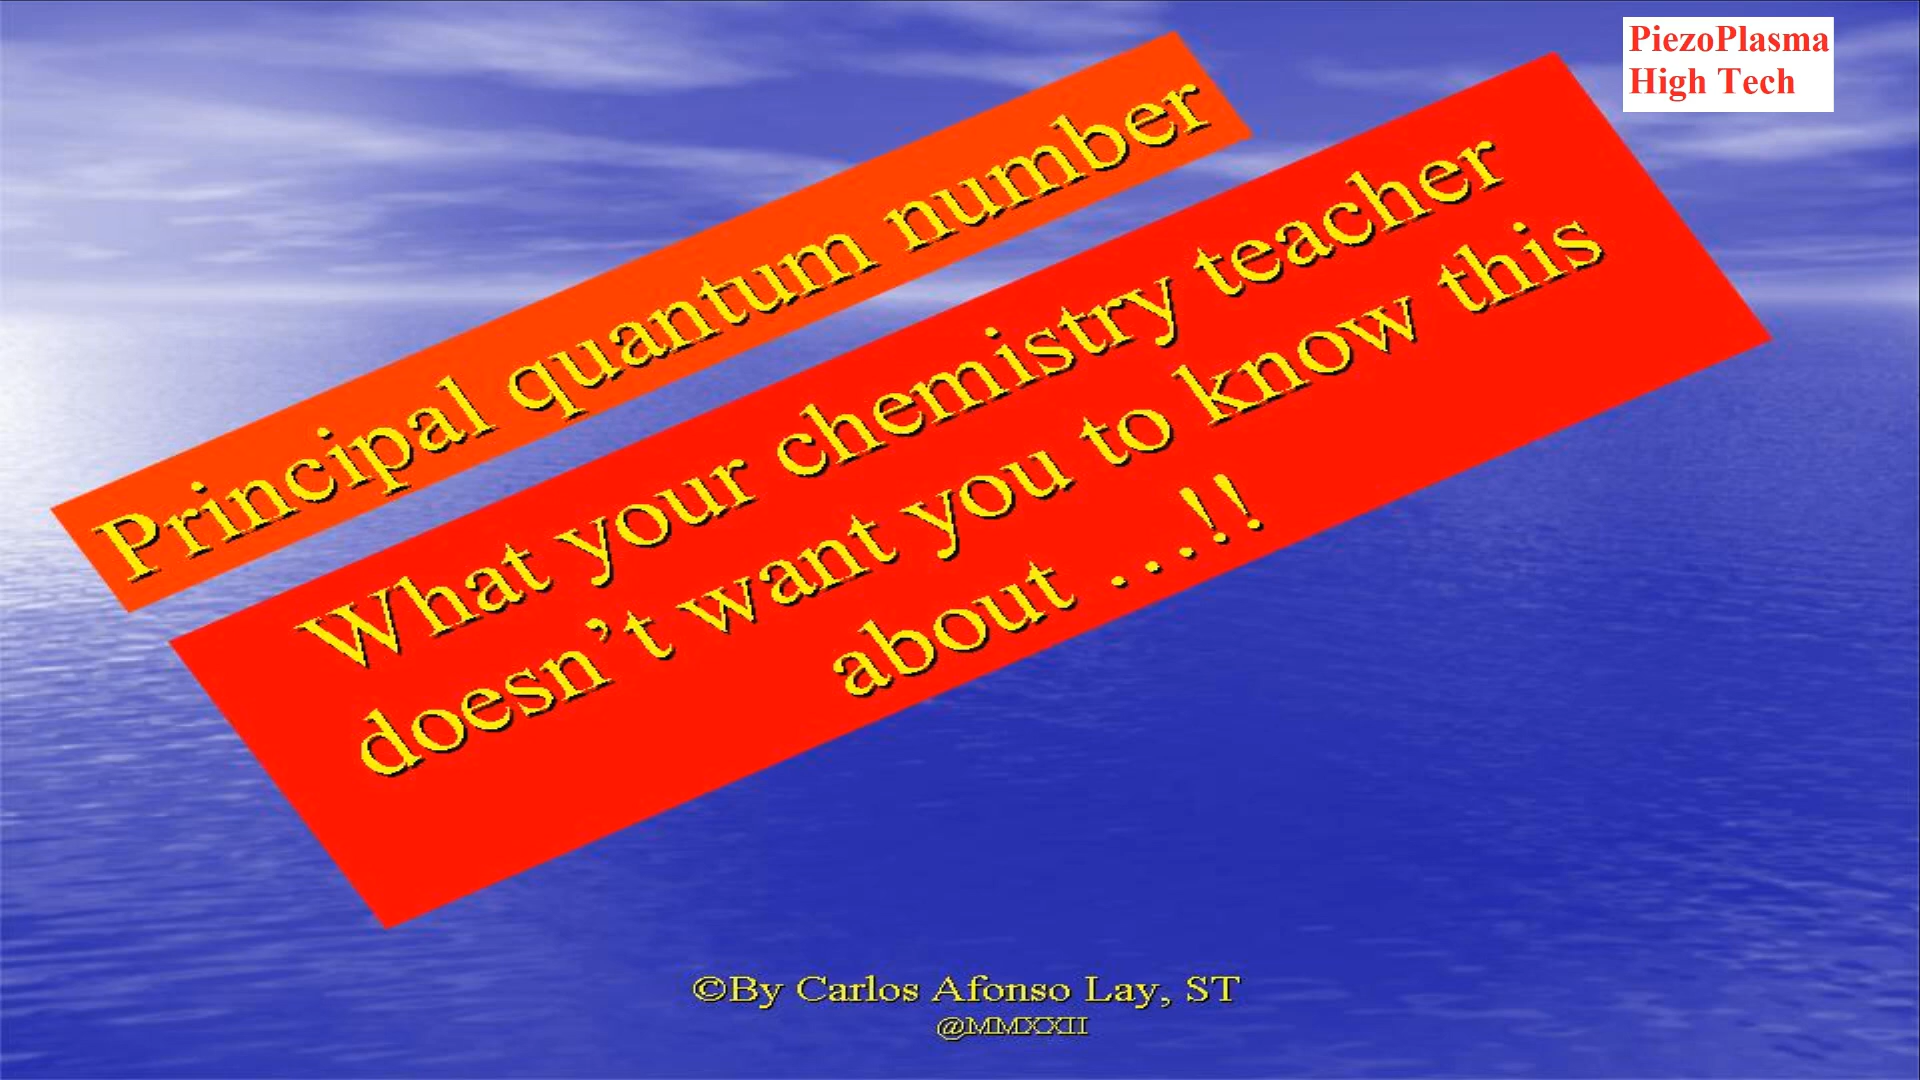 PiezoPlasma
High Tech
Principal quantum number
What your chemistry teacher
doesn’t want you to know this
about …!!
©By Carlos Afonso Lay, ST
@MMXXII